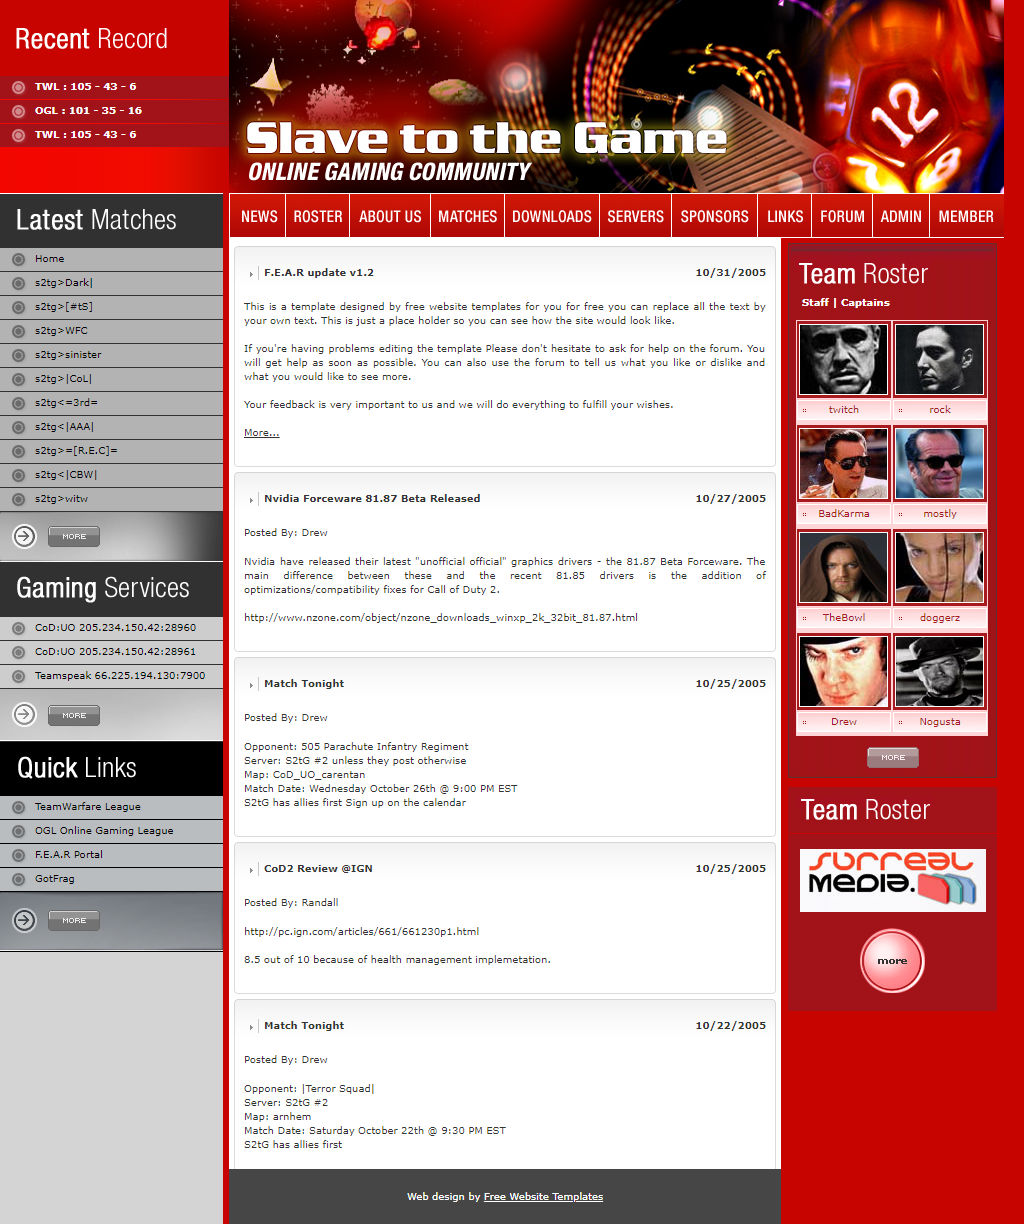 Recent Record
TWL : 105 - 43 - 6
OGL : 101 - 35 - 16
TWL : 105 - 43 - 6
Slave to the Game
ONLINE GAMING COMMUNITY
12
NEWS ROSTER ABOUT US MATCHES DOWNLOADS SERVERS SPONSORS LINKS FORUM ADMIN MEMBER
Latest Matches
Home
s2tg>Dark|
s2tg>[#tS]
s2tg>WFC
s2tg>sinister
s2tg>|CoL|
s2tg<=3rd=
s2tg<|AAA|
s2tg>=[R.E.C]=
s2tg<|CBW|
s2tg>witw
MORE
Gaming Services
CoD:UO 205.234.150.42:28960
CoD:UO 205.234.150.42:28961
Teamspeak 66.225.194.130:7900
MORE
Quick Links
TeamWarfare League
OGL Online Gaming League
F.E.A.R Portal
GotFrag
MORE
F.E.A.R update v1.2 10/31/2005
This is a template designed by free website templates for you for free you can replace all the text by
your own text. This is just a place holder so you can see how the site would look like.
If you're having problems editing the template Please don't hesitate to ask for help on the forum. You
will get help as soon as possible. You can also use the forum to tell us what you like or dislike and
what you would like to see more.
Your feedback is very important to us and we will do everything to fulfill your wishes.
More...
Nvidia Forceware 81.87 Beta Released 10/27/2005
Posted By: Drew
Nvidia have released their latest "unofficial official" graphics drivers - the 81.87 Beta Forceware. The
main difference between these and the recent 81.85 drivers is the addition of
optimizations/compatibility fixes for Call of Duty 2.
http://www.nzone.com/object/nzone_downloads_winxp_2k_32bit_81.87.html
Match Tonight 10/25/2005
Posted By: Drew
Opponent: 505 Parachute Infantry Regiment
Server: S2tG #2 unless they post otherwise
Map: CoD_UO_carentan
Match Date: Wednesday October 26th @ 9:00 PM EST
S2tG has allies first Sign up on the calendar
CoD2 Review @IGN 10/25/2005
Posted By: Randall
http://pc.ign.com/articles/661/661230p1.html
8.5 out of 10 because of health management implemetation.
Match Tonight 10/22/2005
Posted By: Drew
Opponent: |Terror Squad|
Server: S2tG #2
Map: arnhem
Match Date: Saturday October 22th @ 9:30 PM EST
S2tG has allies first
Team Roster
Staff | Captains
twitch rock
BadKarma mostly
TheBowl doggerz
Drew Nogusta
MORE
Team Roster
surreal
MEDIA.
more
Web design by Free Website Templates